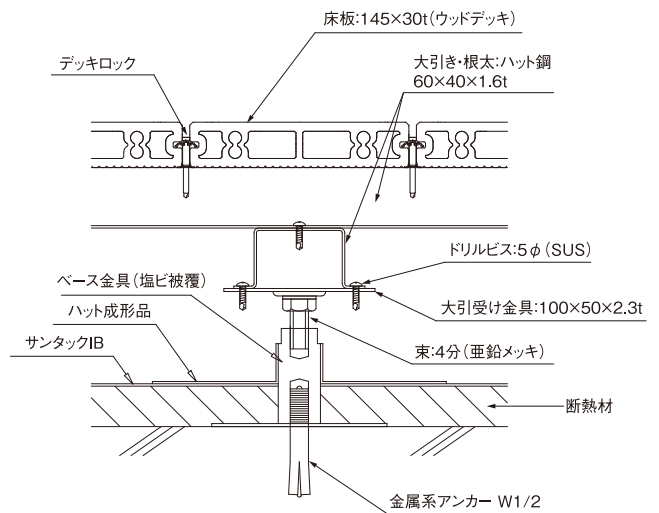 床板:145×30t(ウッドデッキ)
デッキロック
大引き・根太:ハット鋼
60×40×1.6t
ドリルビス:5φ(SUS)
ベース金具(塩ビ被覆)
大引受け金具:100×50×2.3t
ハット成形品
サンタックIB
束:4分(亜鉛メッキ)
断熱材
金属系アンカー W1/2